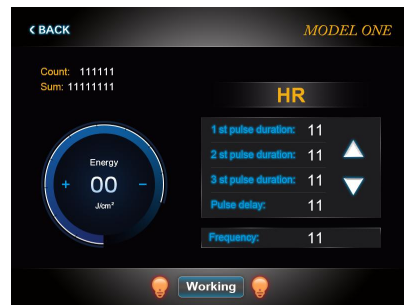 < BACK
MODEL ONE
Count: 111111
Sum: 11111111
HR
1 st pulse duration: 11
2 st pulse duration: 11
3 st pulse duration: 11
Pulse delay: 11
Frequency: 11
Energy
+ 00 -
J/cm²
Working